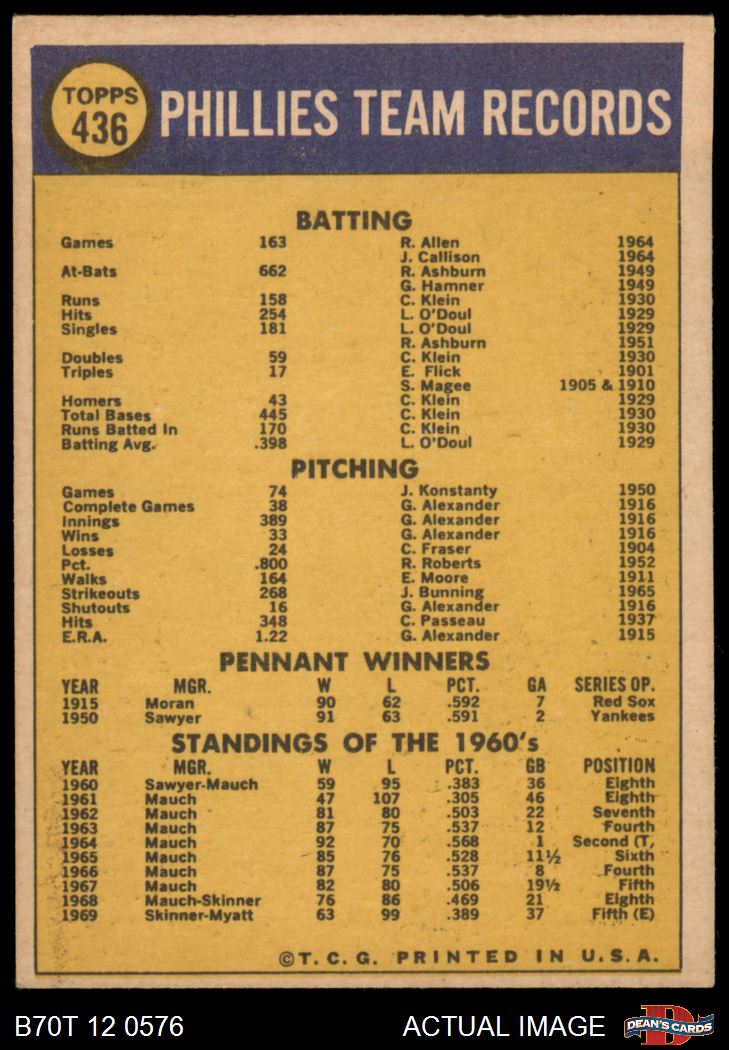 TOPPS
436
PHILLIES TEAM RECORDS
BATTING
Games 163 R. Allen 1964
J. Callison 1964
At-Bats 662 R. Ashburn 1949
G. Hamner 1949
Runs 158 C. Klein 1930
Hits 254 L. O'Doul 1929
Singles 181 L. O'Doul 1929
R. Ashburn 1951
Doubles 59 C. Klein 1930
Triples 17 E. Flick 1901
S. Magee 1905 & 1910
Homers 43 C. Klein 1929
Total Bases 445 C. Klein 1930
Runs Batted In 170 C. Klein 1930
Batting Avg. .398 L. O'Doul 1929
PITCHING
Games 74 J. Konstanty 1950
Complete Games 38 G. Alexander 1916
Innings 389 G. Alexander 1916
Wins 33 G. Alexander 1916
Losses 24 C. Fraser 1904
Pct. .800 R. Roberts 1952
Walks 164 E. Moore 1911
Strikeouts 268 J. Bunning 1965
Shutouts 16 G. Alexander 1916
Hits 348 C. Passeau 1937
E.R.A. 1.22 G. Alexander 1915
PENNANT WINNERS
YEAR MGR. W L PCT. GA SERIES OP.
1915 Moran 90 62 .592 7 Red Sox
1950 Sawyer 91 63 .591 2 Yankees
STANDINGS OF THE 1960's
YEAR MGR. W L PCT. GB POSITION
1960 Sawyer-Mauch 59 95 .383 36 Eighth
1961 Mauch 47 107 .305 46 Eighth
1962 Mauch 81 80 .503 22 Seventh
1963 Mauch 87 75 .537 12 Fourth
1964 Mauch 92 70 .568 1 Second (T,
1965 Mauch 85 76 .528 11½ Sixth
1966 Mauch 87 75 .537 8 Fourth
1967 Mauch 82 80 .506 19½ Fifth
1968 Mauch-Skinner 76 86 .469 21 Eighth
1969 Skinner-Myatt 63 99 .389 37 Fifth (E)
©T. C. G. PRINTED IN U.S.A.
B70T 12 0576 ACTUAL IMAGE DEAN'S CARDS